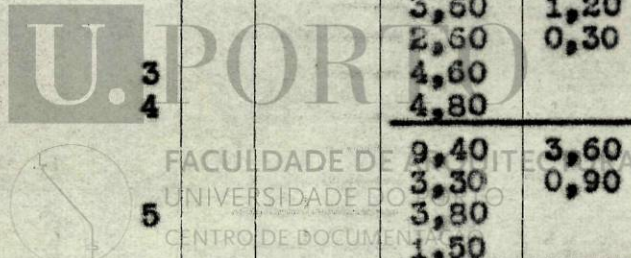 3,60 1,20
2,60 0,30
3 4,60
4 4,80
9,40 3,60
3,30 0,90
5 3,80
1,50
U. PORTO
FACULDADE DE ARQUITECTURA
UNIVERSIDADE DO PORTO
CENTRO DE DOCUMENTAÇÃO